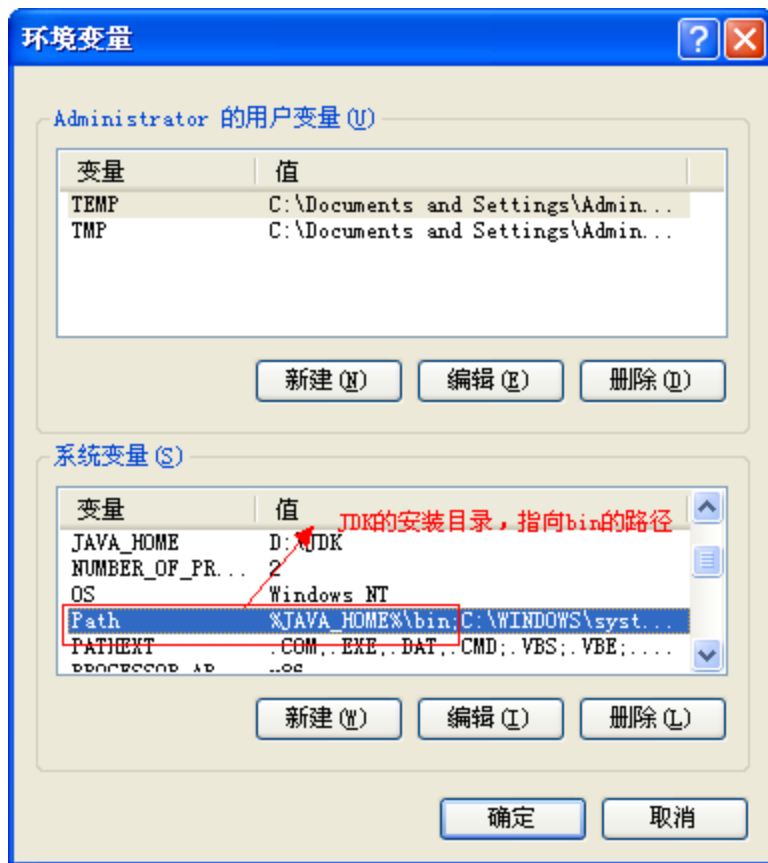 环境变量
Administrator 的用户变量(U)
变量 值
TEMP C:\Documents and Settings\Admin...
TMP C:\Documents and Settings\Admin...
新建(N) 编辑(E) 删除(D)
系统变量(S)
变量 值
JDK的安装目录，指向bin的路径
JAVA_HOME D:\JDK
NUMBER_OF_PR... 2
OS Windows NT
Path %JAVA_HOME%\bin;C:\WINDOWS\syst...
PATHEXT .COM;.EXE;.BAT;.CMD;.VBS;.VBE;....
新建(W) 编辑(I) 删除(L)
确定 取消